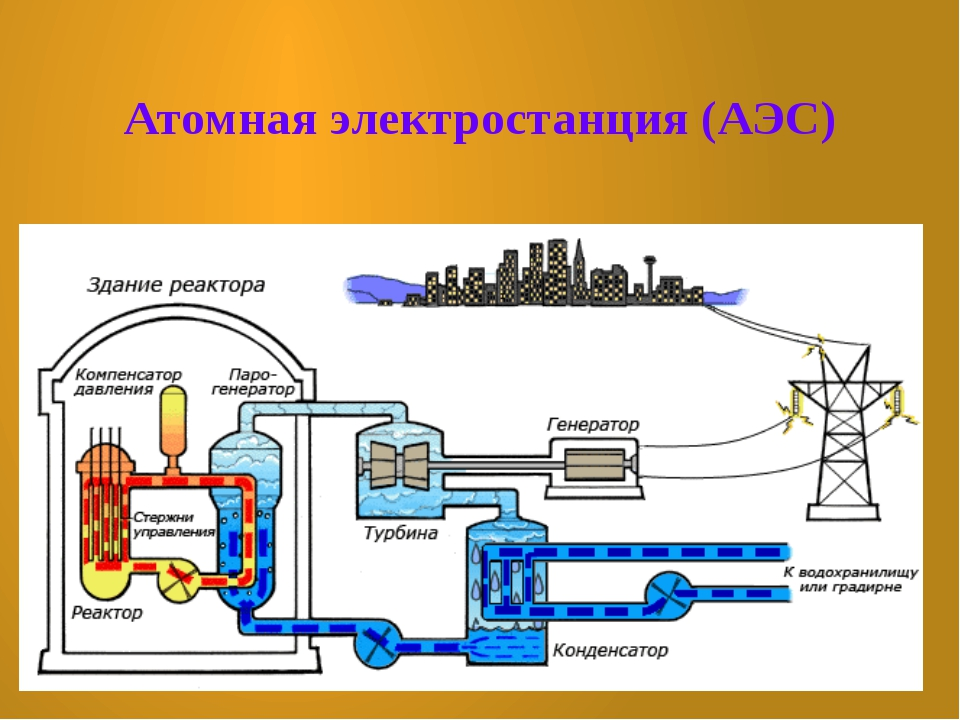 Атомная электростанция (АЭС)
Здание реактора
Компенсатор
давления
Паро-
генератор
Генератор
Стержни
управления
Турбина
К водохранилищу
или градирне
Реактор
Конденсатор